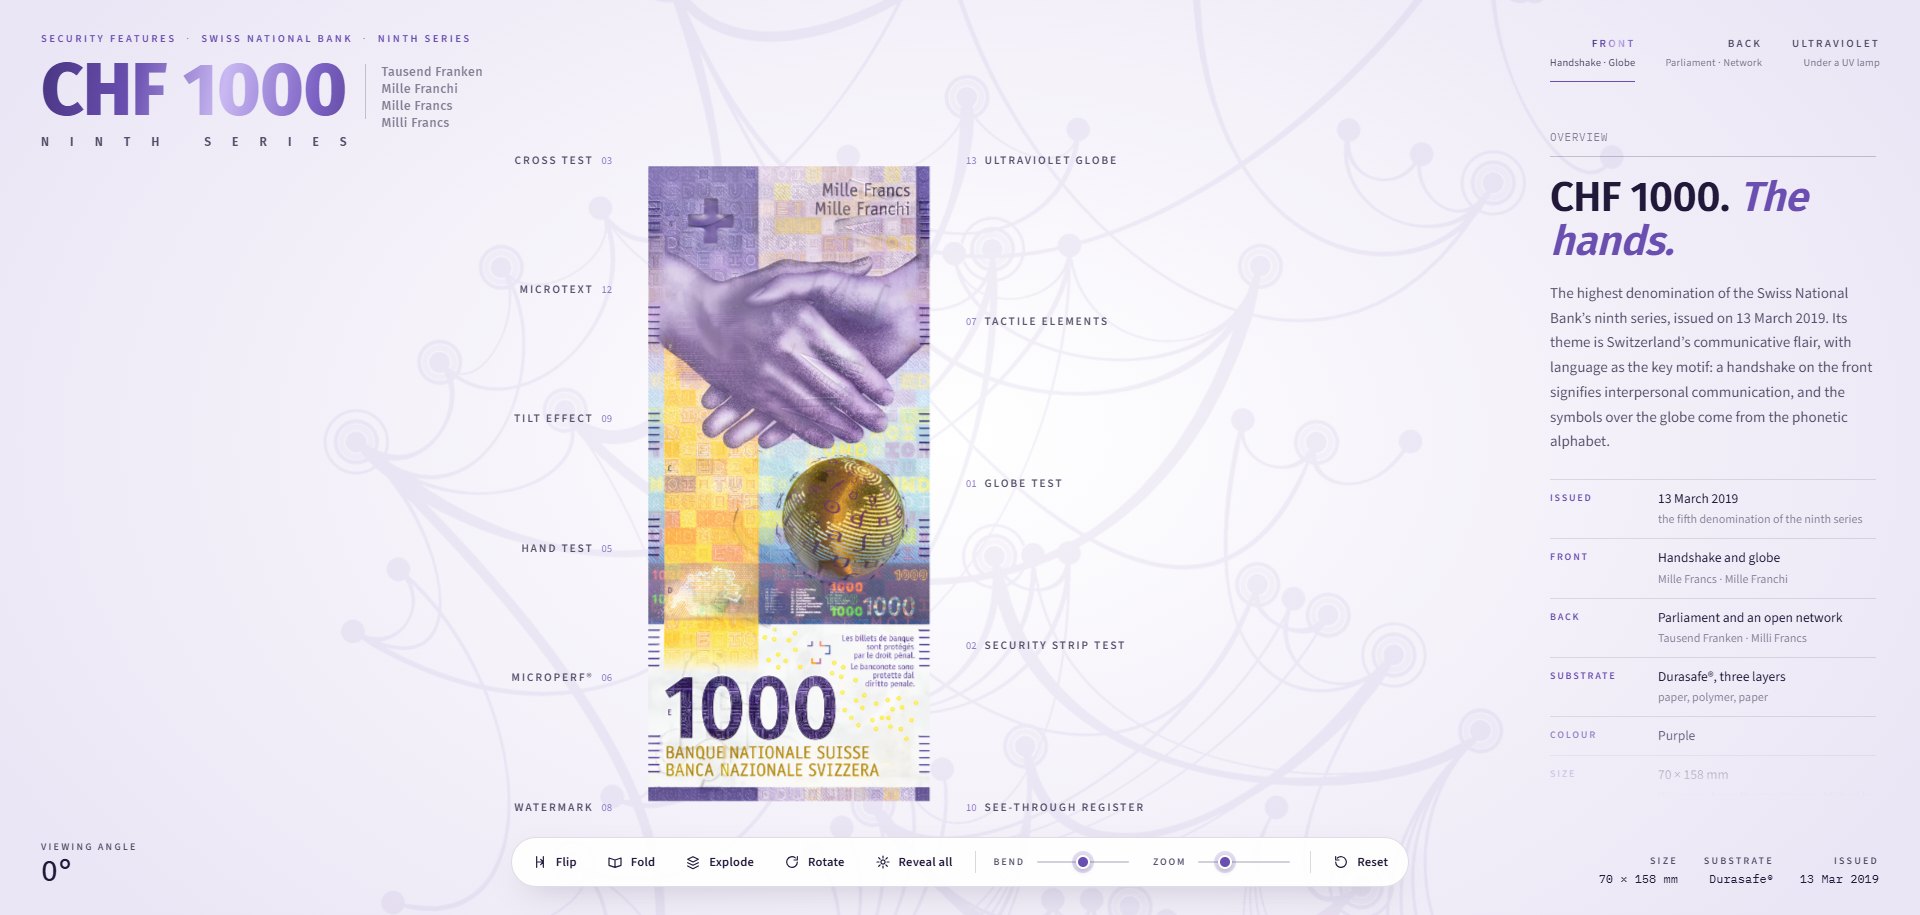 SECURITY FEATURES · SWISS NATIONAL BANK · NINTH SERIES
CHF 1000
Tausend Franken
Mille Franchi
Mille Francs
Milli Francs
NINTH SERIES
FRONT
Handshake · Globe
BACK
Parliament · Network
ULTRAVIOLET
Under a UV lamp
CROSS TEST 03
MICROTEXT 12
TILT EFFECT 09
HAND TEST 05
MICROPERF® 06
WATERMARK 08
Mille Francs
Mille Franchi
1000
1000
1000
1000
Les billets de banque
sont protégés
par le droit pénal.
Le banconote sono
protette dal
diritto penale.
1000
BANQUE NATIONALE SUISSE
BANCA NAZIONALE SVIZZERA
13 ULTRAVIOLET GLOBE
07 TACTILE ELEMENTS
01 GLOBE TEST
02 SECURITY STRIP TEST
10 SEE-THROUGH REGISTER
OVERVIEW
CHF 1000. The
hands.
The highest denomination of the Swiss National
Bank’s ninth series, issued on 13 March 2019. Its
theme is Switzerland’s communicative flair, with
language as the key motif: a handshake on the front
signifies interpersonal communication, and the
symbols over the globe come from the phonetic
alphabet.
ISSUED
13 March 2019
the fifth denomination of the ninth series
FRONT
Handshake and globe
Mille Francs · Mille Franchi
BACK
Parliament and an open network
Tausend Franken · Milli Francs
SUBSTRATE
Durasafe®, three layers
paper, polymer, paper
COLOUR
Purple
SIZE
70 × 158 mm
VIEWING ANGLE
0°
Flip
Fold
Explode
Rotate
Reveal all
BEND
ZOOM
Reset
SIZE
70 × 158 mm
SUBSTRATE
Durasafe®
ISSUED
13 Mar 2019